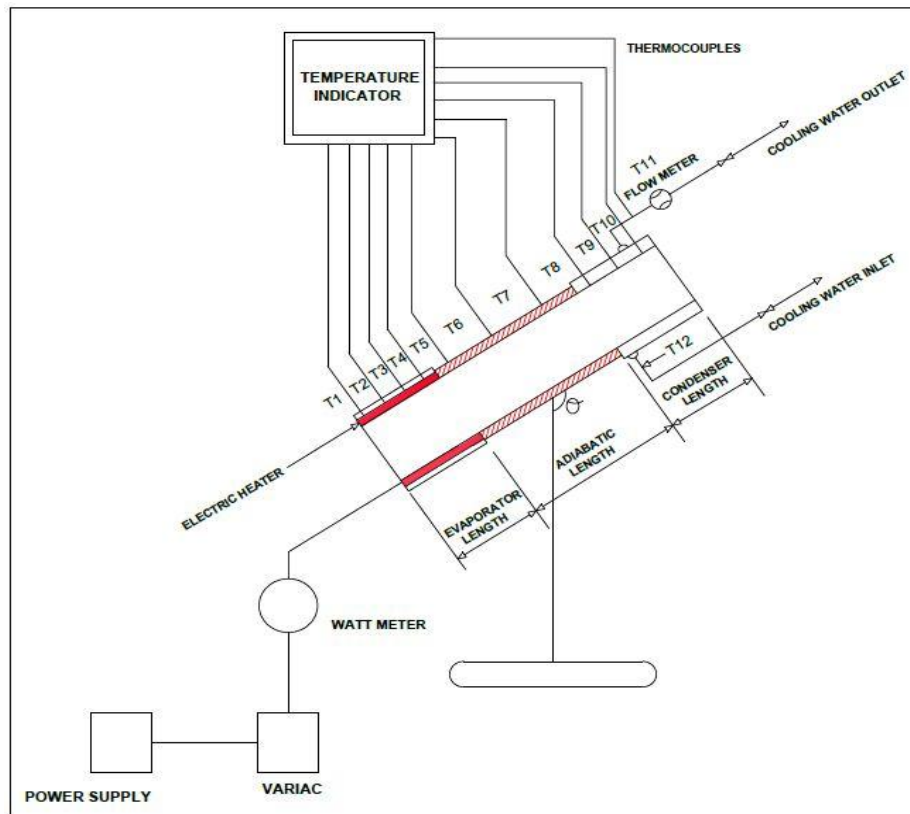 TEMPERATURE
INDICATOR
THERMOCOUPLES
COOLING WATER OUTLET
T11
FLOW METER
T10
T9
T8
T7
T6
T5
T4
T3
T2
T1
COOLING WATER INLET
T12
CONDENSER
LENGTH
ADIABATIC
LENGTH
EVAPORATOR
LENGTH
ELECTRIC HEATER
WATT METER
POWER SUPPLY
VARIAC